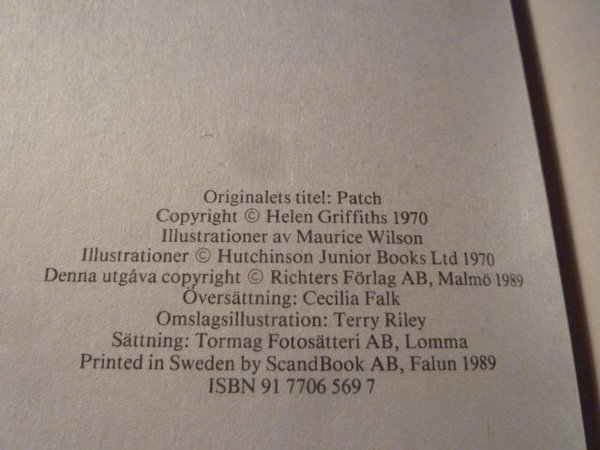 Originalets titel: Patch
Copyright © Helen Griffiths 1970
Illustrationer av Maurice Wilson
Illustrationer © Hutchinson Junior Books Ltd 1970
Denna utgåva copyright © Richters Förlag AB, Malmö 1989
Översättning: Cecilia Falk
Omslagsillustration: Terry Riley
Sättning: Tormag Fotosätteri AB, Lomma
Printed in Sweden by ScandBook AB, Falun 1989
ISBN 91 7706 569 7